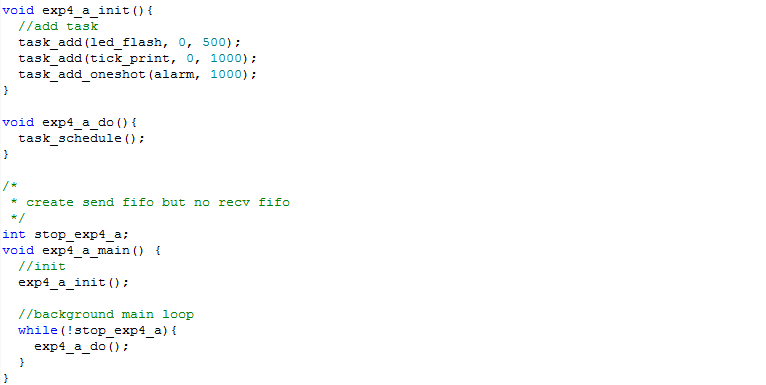 void exp4_a_init(){
  //add task
  task_add(led_flash, 0, 500);
  task_add(tick_print, 0, 1000);
  task_add_oneshot(alarm, 1000);
}

void exp4_a_do(){
  task_schedule();
}

/*
 * create send fifo but no recv fifo
 */
int stop_exp4_a;
void exp4_a_main() {
  //init
  exp4_a_init();

  //background main loop
  while(!stop_exp4_a){
    exp4_a_do();
  }
}